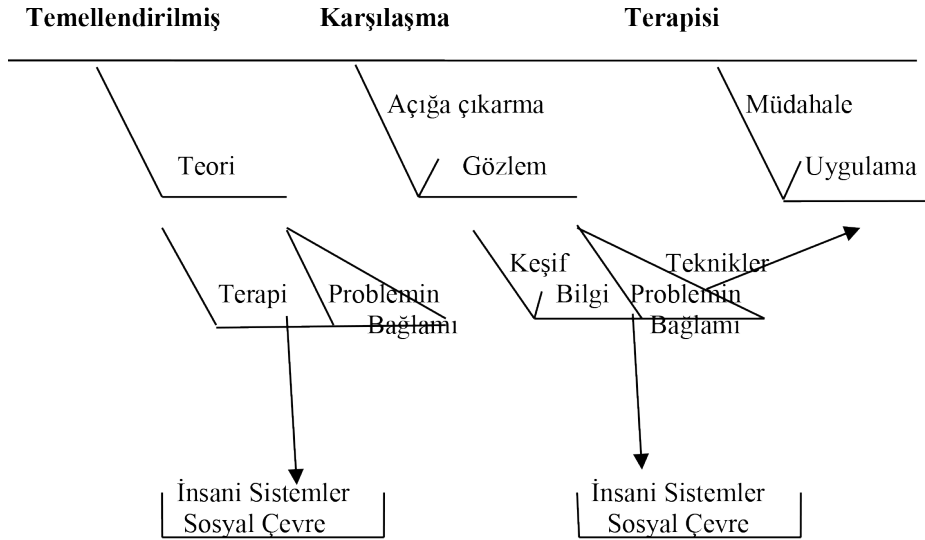 Temellendirilmiş Karşılaşma Terapisi
Açığa çıkarma Müdahale
Teori Gözlem Uygulama
Keşif Teknikler
Terapi Problemin Bilgi Problemin
Bağlamı Bağlamı
İnsani Sistemler İnsani Sistemler
Sosyal Çevre Sosyal Çevre